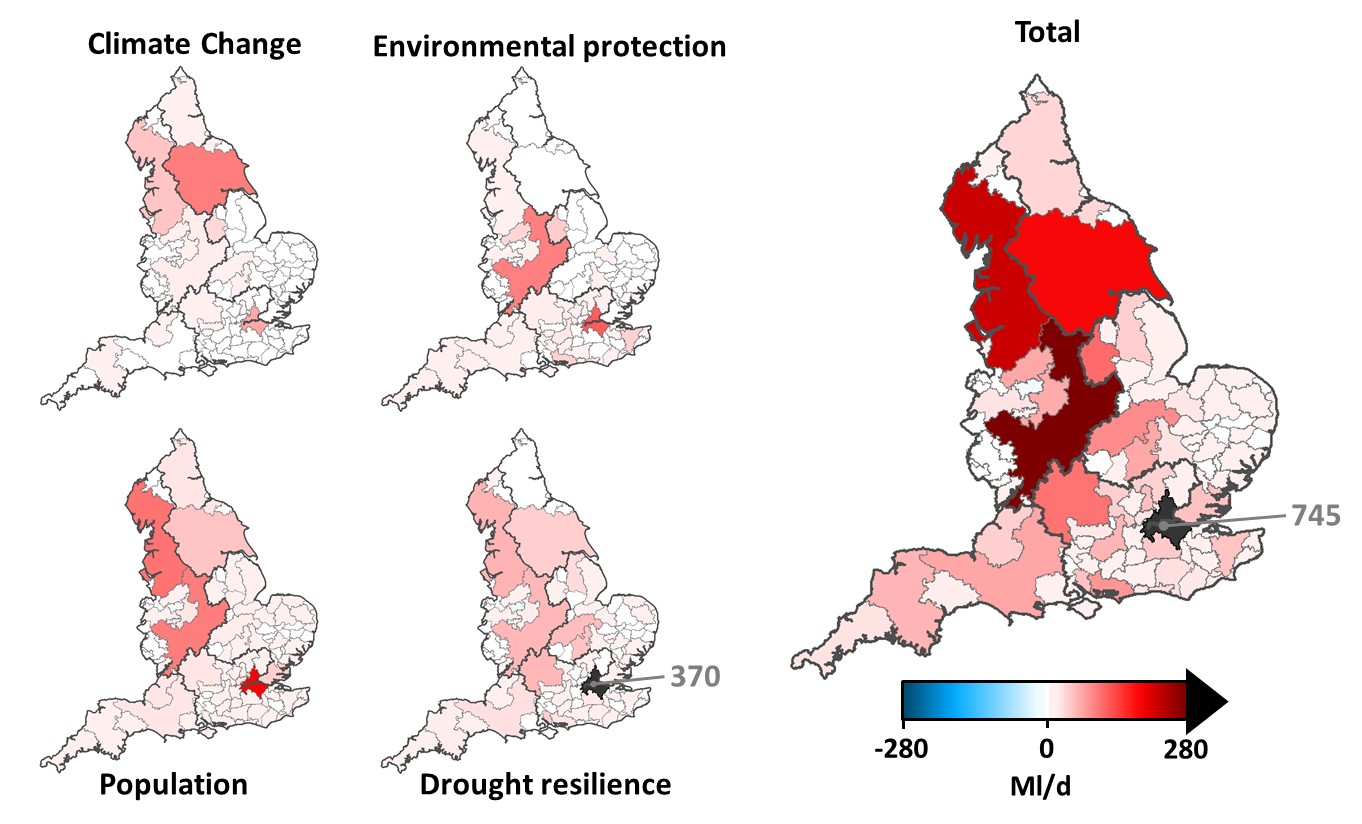 Climate Change
Environmental protection
Total
745
370
Population
Drought resilience
-280
0
280
Ml/d